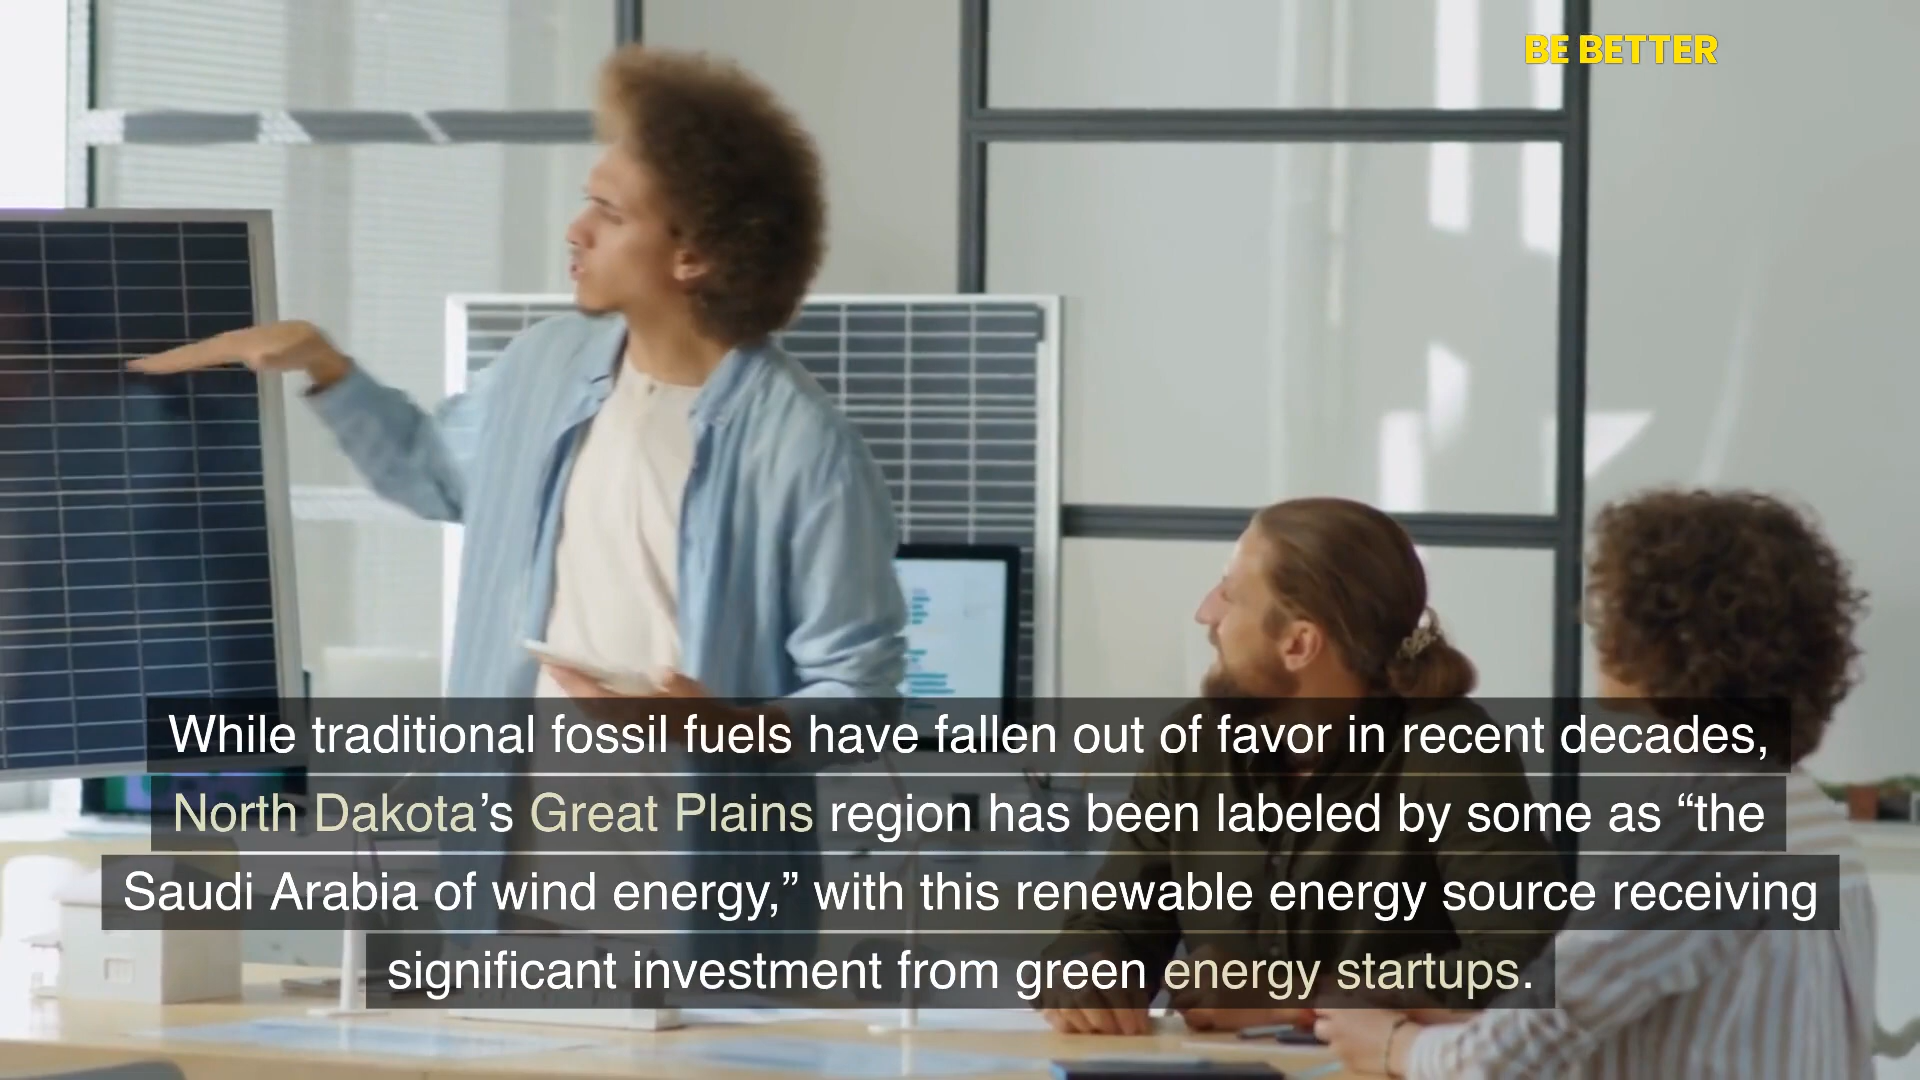 BE BETTER
While traditional fossil fuels have fallen out of favor in recent decades,
North Dakota’s Great Plains region has been labeled by some as “the
Saudi Arabia of wind energy,” with this renewable energy source receiving
significant investment from green energy startups.